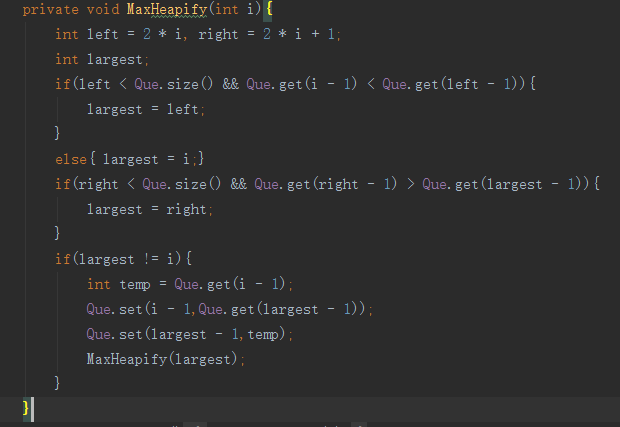 private void MaxHeapify(int i){
int left = 2 * i, right = 2 * i + 1;
int largest;
if(left < Que.size() && Que.get(i - 1) < Que.get(left - 1)){
largest = left;
}
else{ largest = i;}
if(right < Que.size() && Que.get(right - 1) > Que.get(largest - 1)){
largest = right;
}
if(largest != i){
int temp = Que.get(i - 1);
Que.set(i - 1,Que.get(largest - 1));
Que.set(largest - 1,temp);
MaxHeapify(largest);
}
}